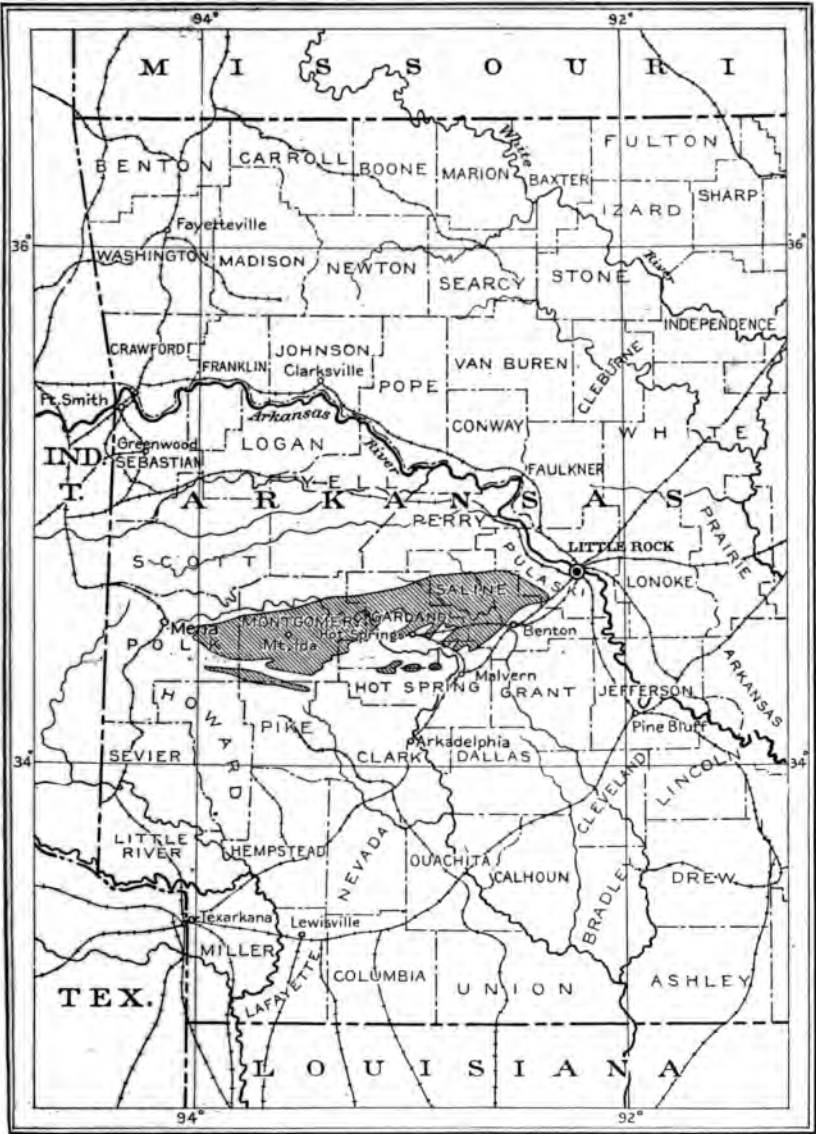 94° 92°
MISSOURI
White
FULTON
BENTON CARROLL BOONE MARION BAXTER
SHARP
IZARD
Fayetteville
36° 36°
WASHINGTON MADISON NEWTON
SEARCY STONE River
INDEPENDENCE
CRAWFORD FRANKLIN JOHNSON
Clarksville
VAN BUREN CLEBURNE
POPE
Ft. Smith
Arkansas
River
CONWAY WHITE
Greenwood LOGAN
IND. SEBASTIAN
T.
FAULKNER
YELL
ARKANSAS
PERRY
PRAIRIE
PULASKI
LITTLE ROCK
SCOTT
LONOKE
SALINE
MONTGOMERY GARLAND
Mena Hot Springs Benton
Mt. Ida
POLK
Malvern
HOT SPRING GRANT JEFFERSON ARKANSAS
HOWARD
PIKE Pine Bluff
Arkadelphia
SEVIER CLARK DALLAS
34° 34°
CLEVELAND LINCOLN
LITTLE
RIVER HEMPSTEAD
NEVADA OUACHITA
CALHOUN DREW
BRADLEY
Texarkana Lewisville
MILLER
LAFAYETTE COLUMBIA
TEX. UNION ASHLEY
LOUISIANA
94° 92°